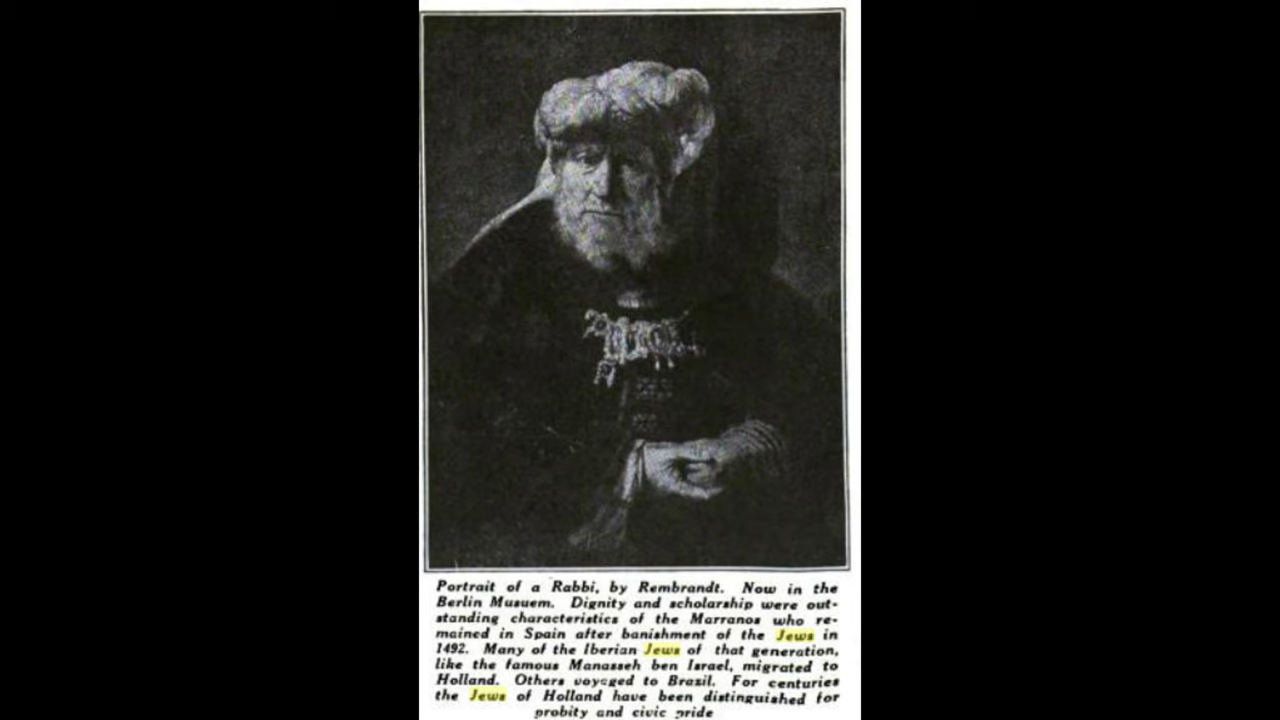 Portrait of a Rabbi, by Rembrandt. Now in the
Berlin Musuem. Dignity and scholarship were out-
standing characteristics of the Marranos who re-
mained in Spain after banishment of the Jews in
1492. Many of the Iberian Jews of that generation,
like the famous Manasseh ben Israel, migrated to
Holland. Others voyaged to Brazil. For centuries
the Jews of Holland have been distinguished for
probity and civic pride